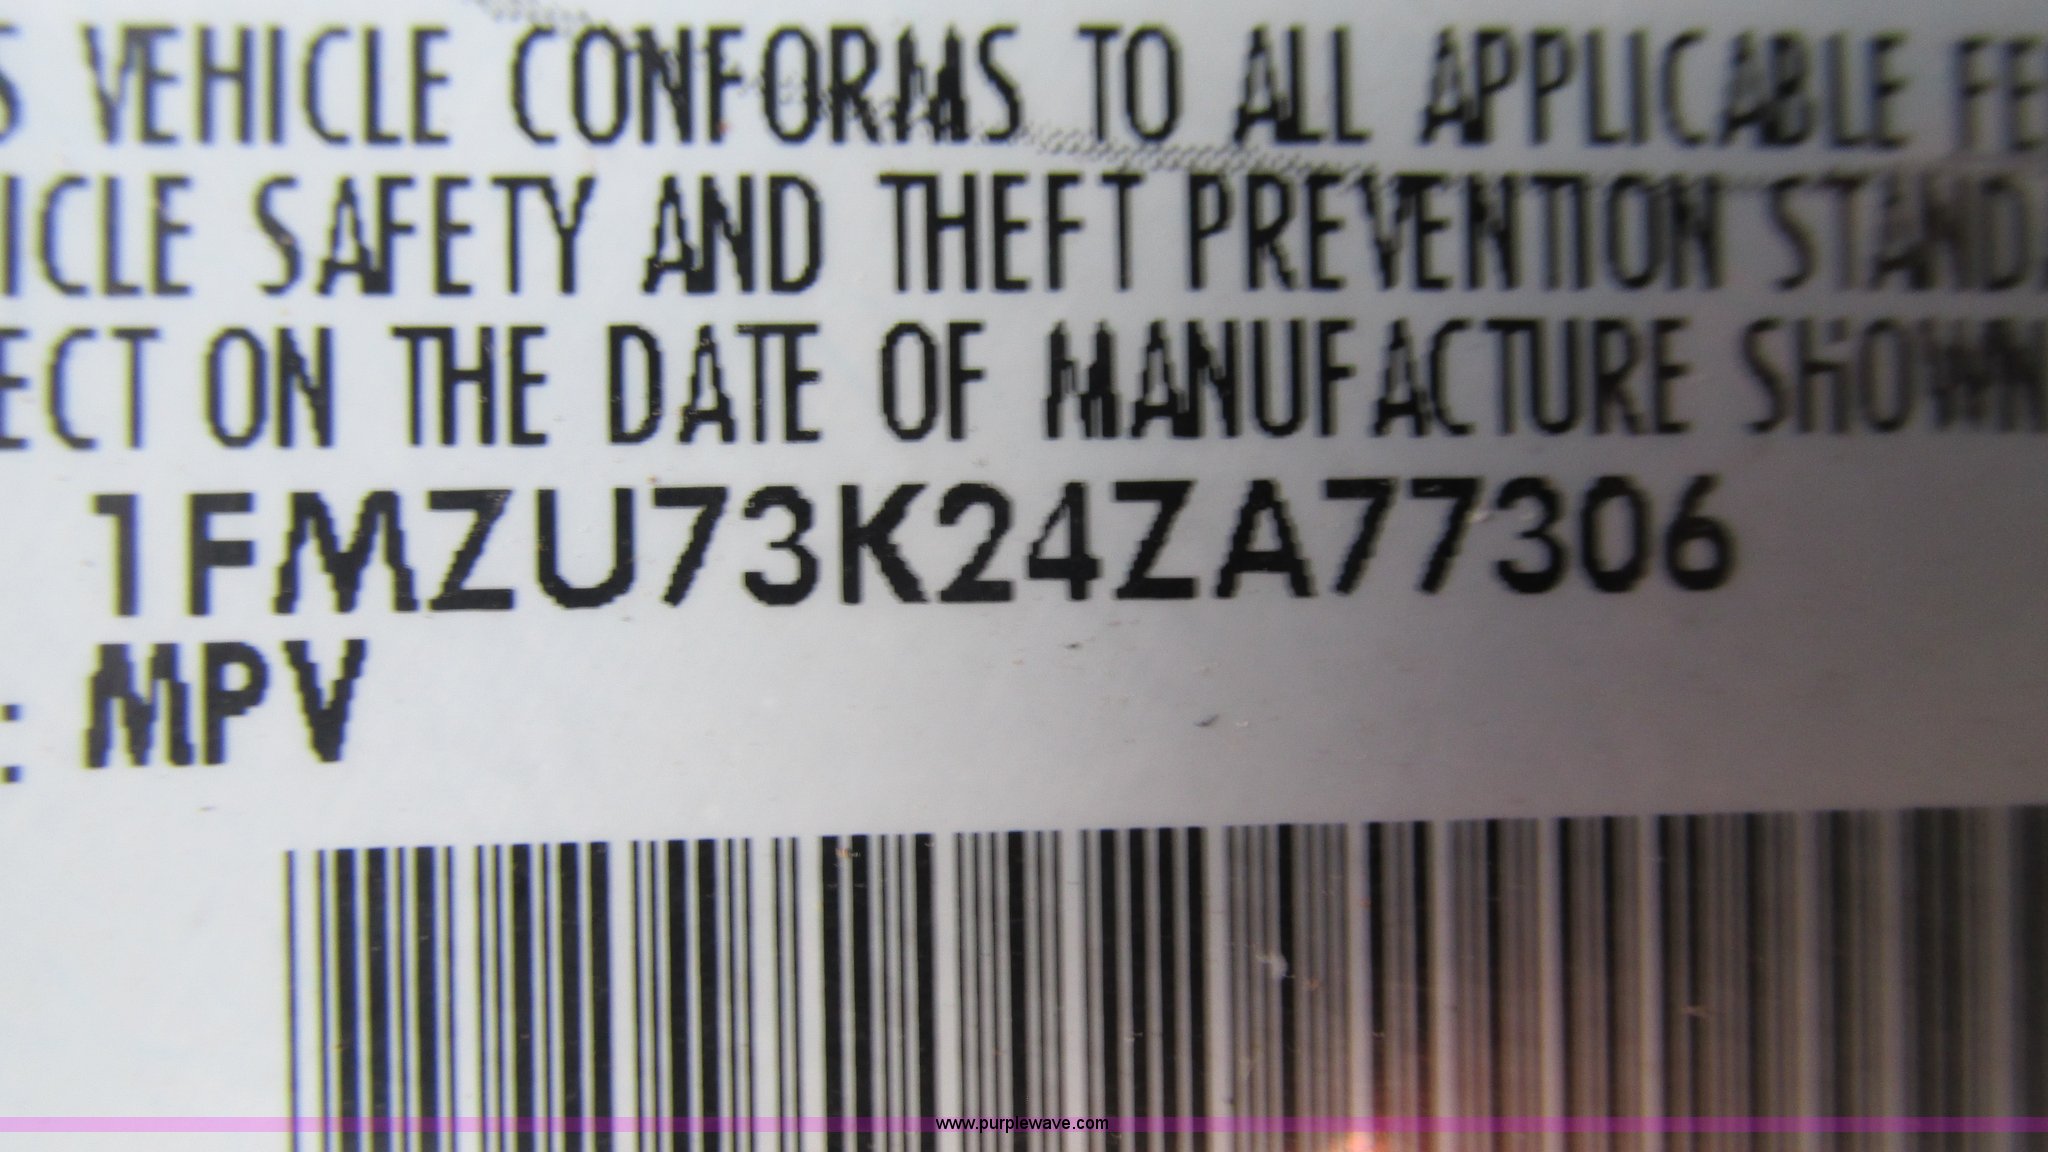 S VEHICLE CONFORMS TO ALL APPLICABLE FE
ICLE SAFETY AND THEFT PREVENTION STANDA
ECT ON THE DATE OF MANUFACTURE SHOWN
1FMZU73K24ZA77306
: MPV
www.purplewave.com